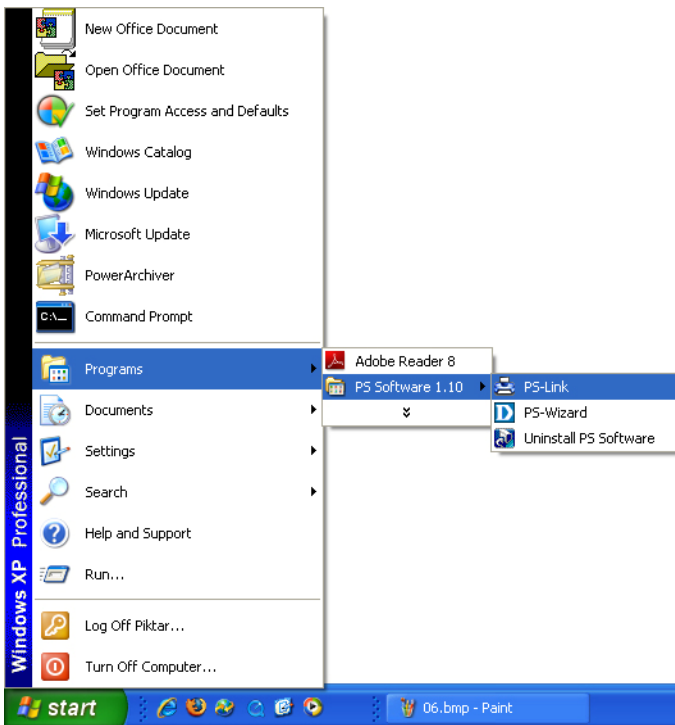 New Office Document
Open Office Document
Set Program Access and Defaults
Windows Catalog
Windows Update
Microsoft Update
PowerArchiver
C:\_
Command Prompt
Programs
Adobe Reader 8
PS Software 1.10
PS-Link
PS-Wizard
Uninstall PS Software
Documents
Settings
Search
Help and Support
Run...
Log Off Piktar...
Turn Off Computer...
Windows XP Professional
start
06.bmp - Paint